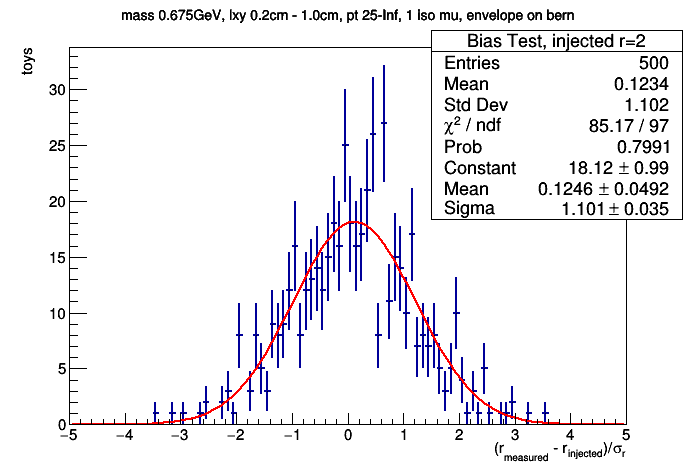 mass 0.675GeV, lxy 0.2cm - 1.0cm, pt 25-Inf, 1 Iso mu, envelope on bern
Bias Test, injected r=2
Entries 500
Mean 0.1234
Std Dev 1.102
χ² / ndf 85.17 / 97
Prob 0.7991
Constant 18.12 ± 0.99
Mean 0.1246 ± 0.0492
Sigma 1.101 ± 0.035
toys
30
25
20
15
10
5
0
−5 −4 −3 −2 −1 0 1 2 3 4 5
(r_measured - r_injected)/σ_r